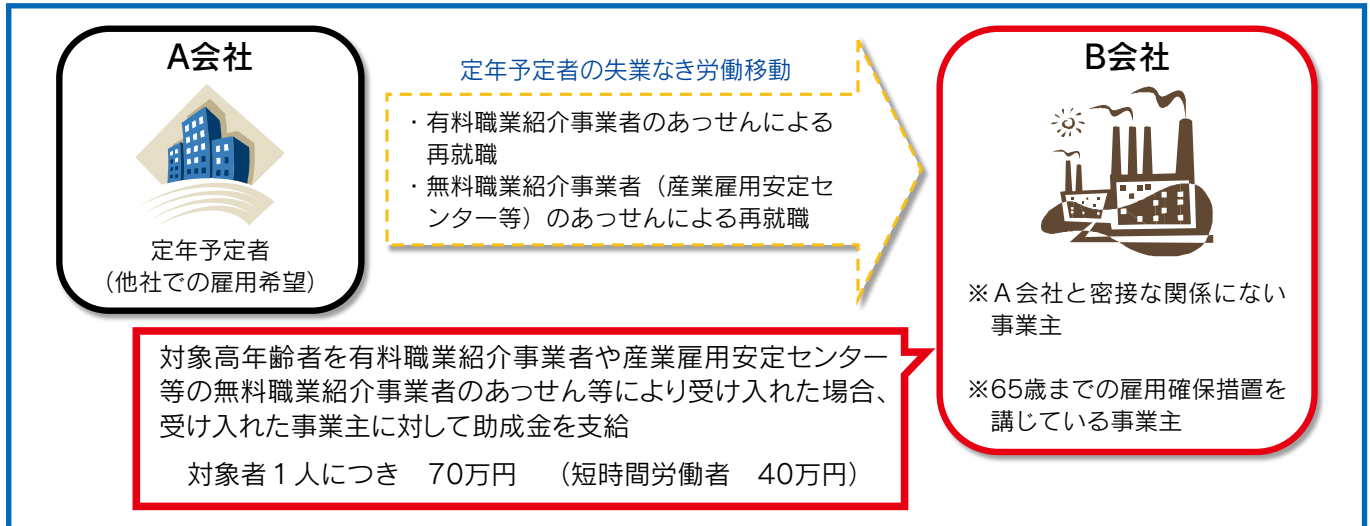 A会社
定年予定者
（他社での雇用希望）
定年予定者の失業なき労働移動
・有料職業紹介事業者のあっせんによる
再就職
・無料職業紹介事業者（産業雇用安定セ
ンター等）のあっせんによる再就職
B会社
※Ａ会社と密接な関係にない
事業主
※65歳までの雇用確保措置を
講じている事業主
対象高年齢者を有料職業紹介事業者や産業雇用安定センター
等の無料職業紹介事業者のあっせん等により受け入れた場合、
受け入れた事業主に対して助成金を支給
対象者１人につき　70万円　（短時間労働者　40万円）